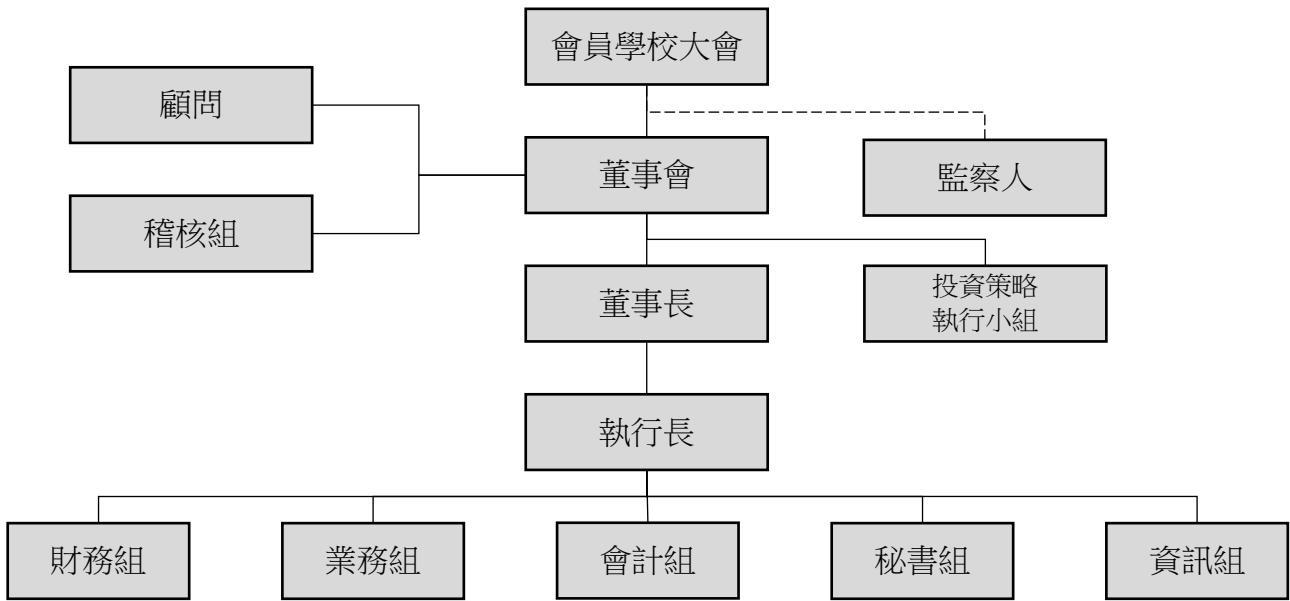 會員學校大會
顧問
董事會
監察人
稽核組
董事長
投資策略
執行小組
執行長
財務組
業務組
會計組
秘書組
資訊組